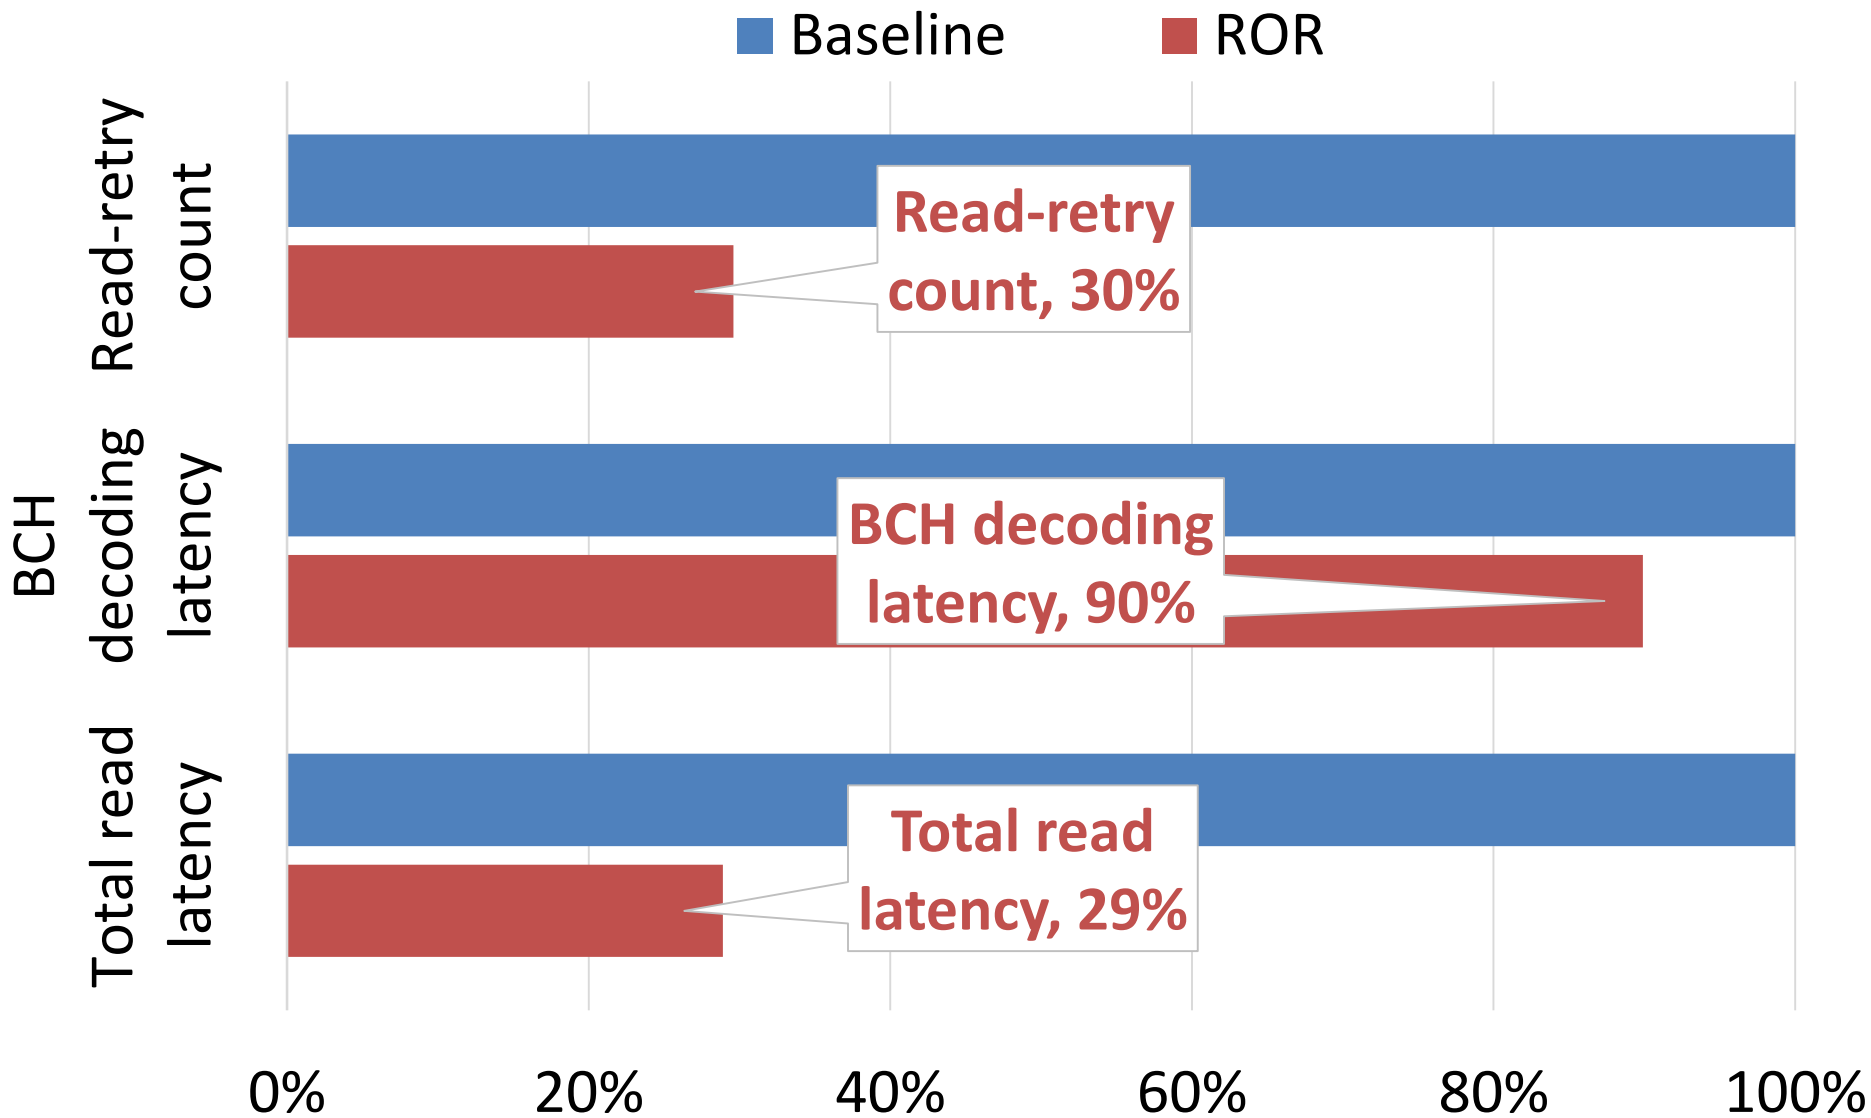 Baseline ROR
Read-retry
count
Read-retry
count, 30%
BCH
decoding
latency
BCH decoding
latency, 90%
Total read
latency
Total read
latency, 29%
0% 20% 40% 60% 80% 100%